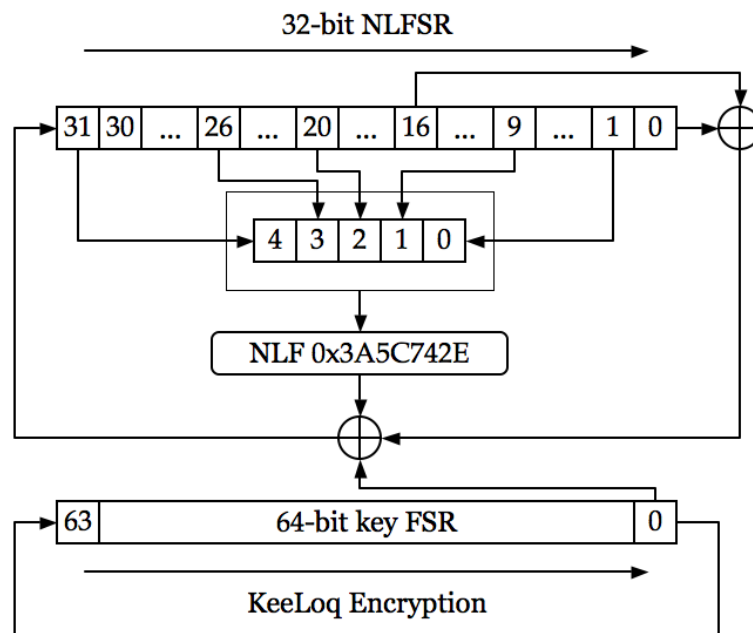 32-bit NLFSR
31 30 ... 26 ... 20 ... 16 ... 9 ... 1 0
4 3 2 1 0
NLF 0x3A5C742E
63 64-bit key FSR 0
KeeLoq Encryption